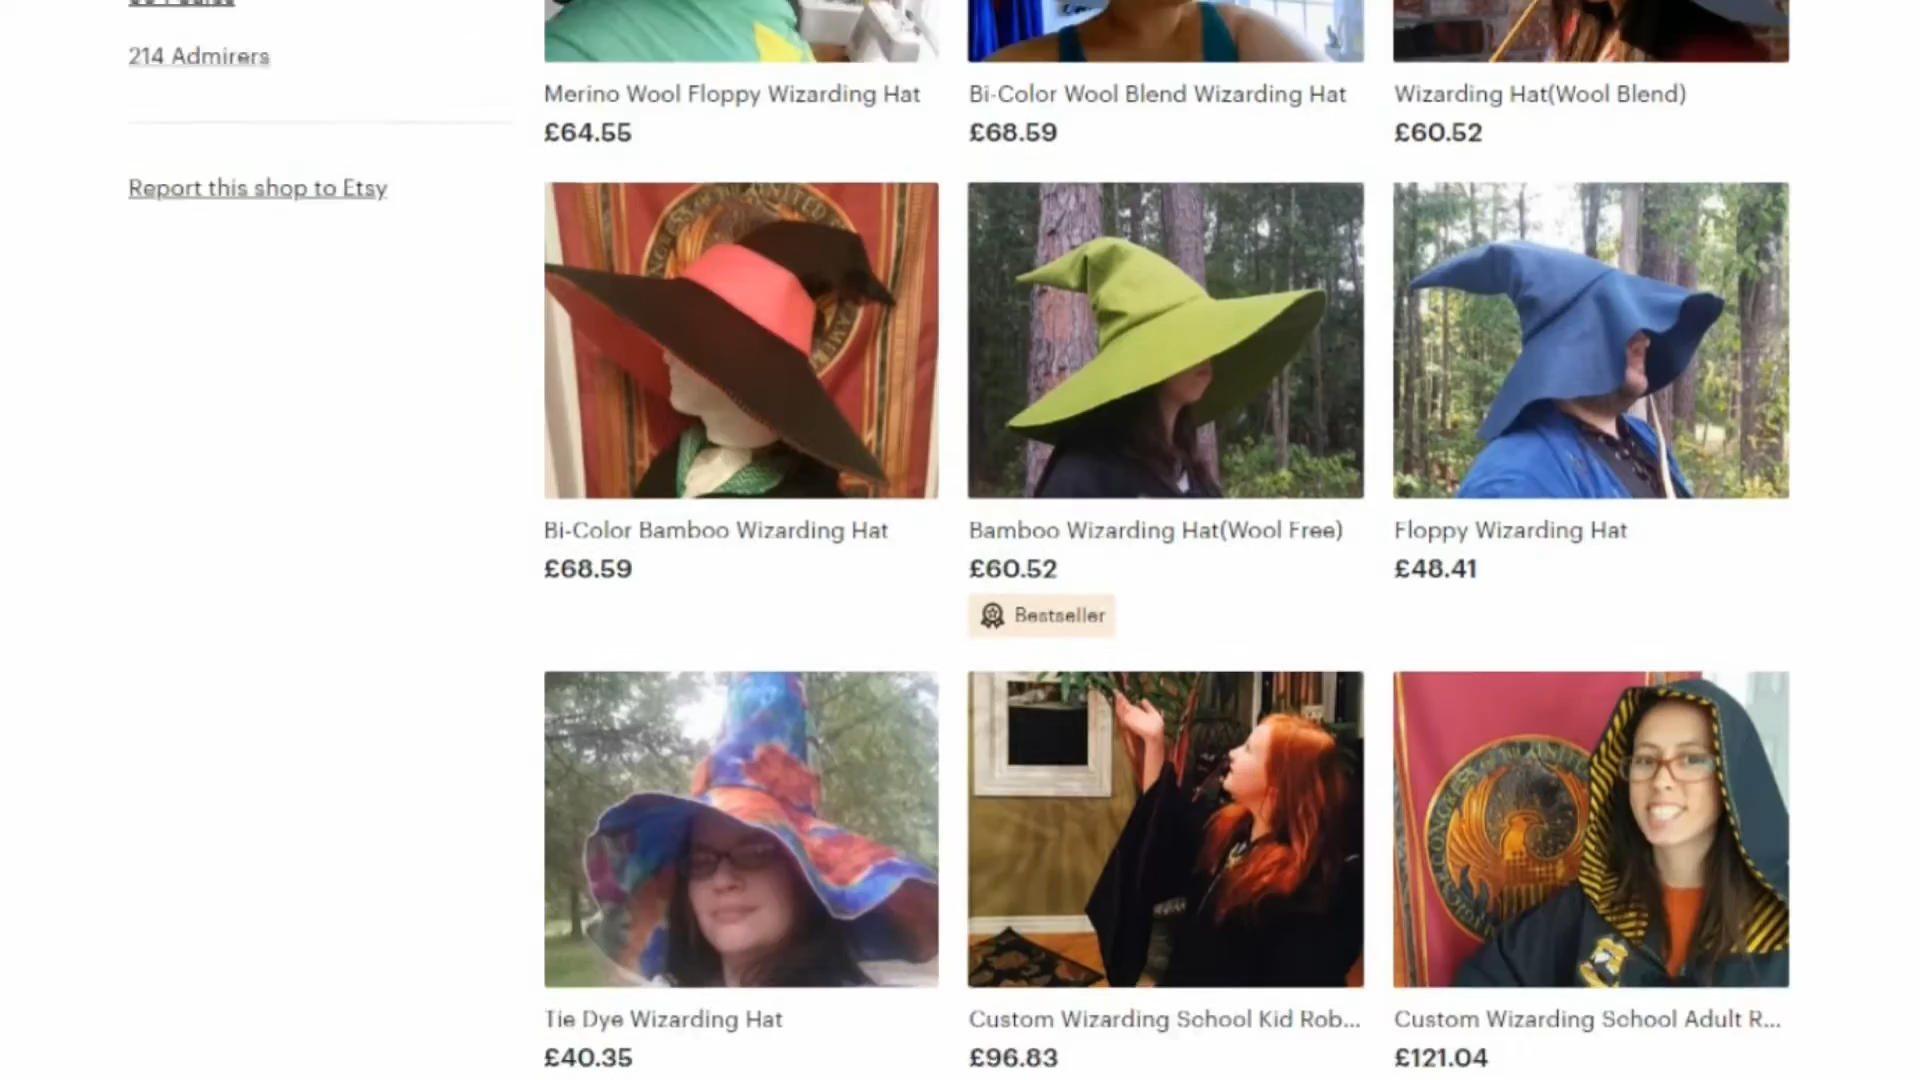 214 Admirers
Report this shop to Etsy
Merino Wool Floppy Wizarding Hat
£64.55
Bi-Color Wool Blend Wizarding Hat
£68.59
Wizarding Hat(Wool Blend)
£60.52
Bi-Color Bamboo Wizarding Hat
£68.59
Bamboo Wizarding Hat(Wool Free)
£60.52
Bestseller
Floppy Wizarding Hat
£48.41
Tie Dye Wizarding Hat
£40.35
Custom Wizarding School Kid Rob...
£96.83
Custom Wizarding School Adult R...
£121.04